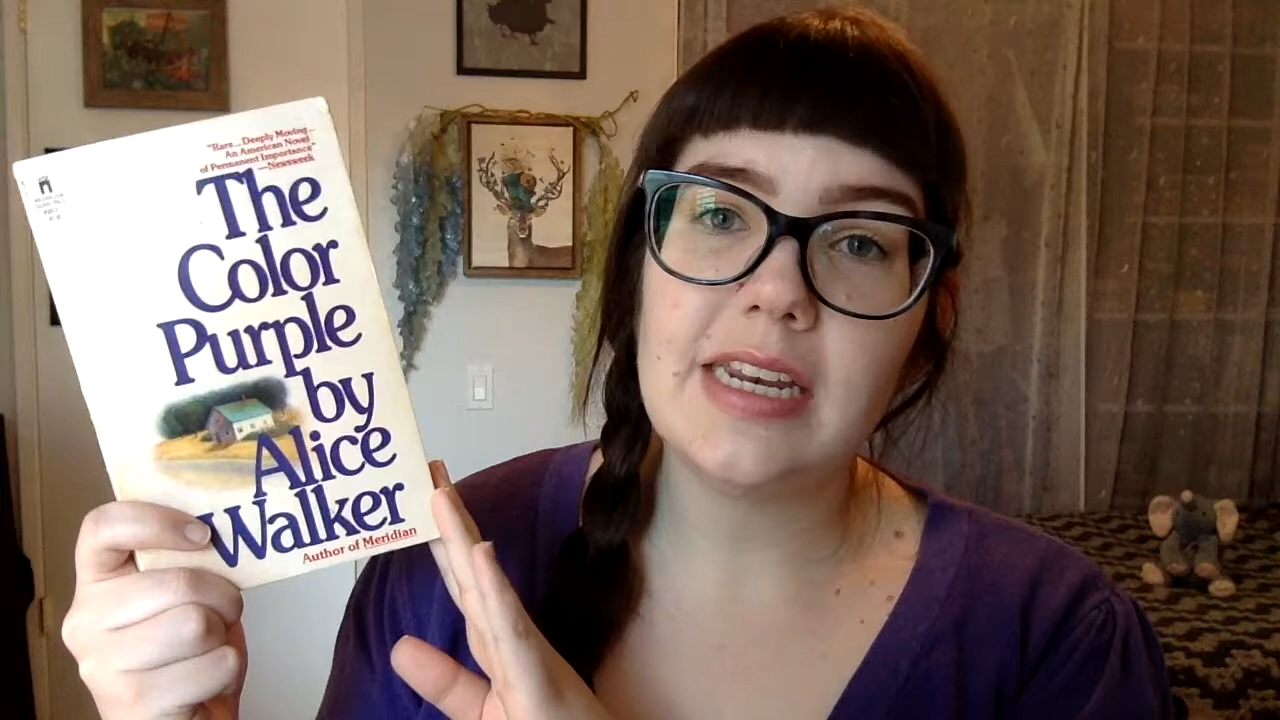 "Rare... Deeply Moving—
An American Novel
of Permanent Importance"
—Newsweek
The
Color
Purple
by
Alice
Walker
Author of Meridian